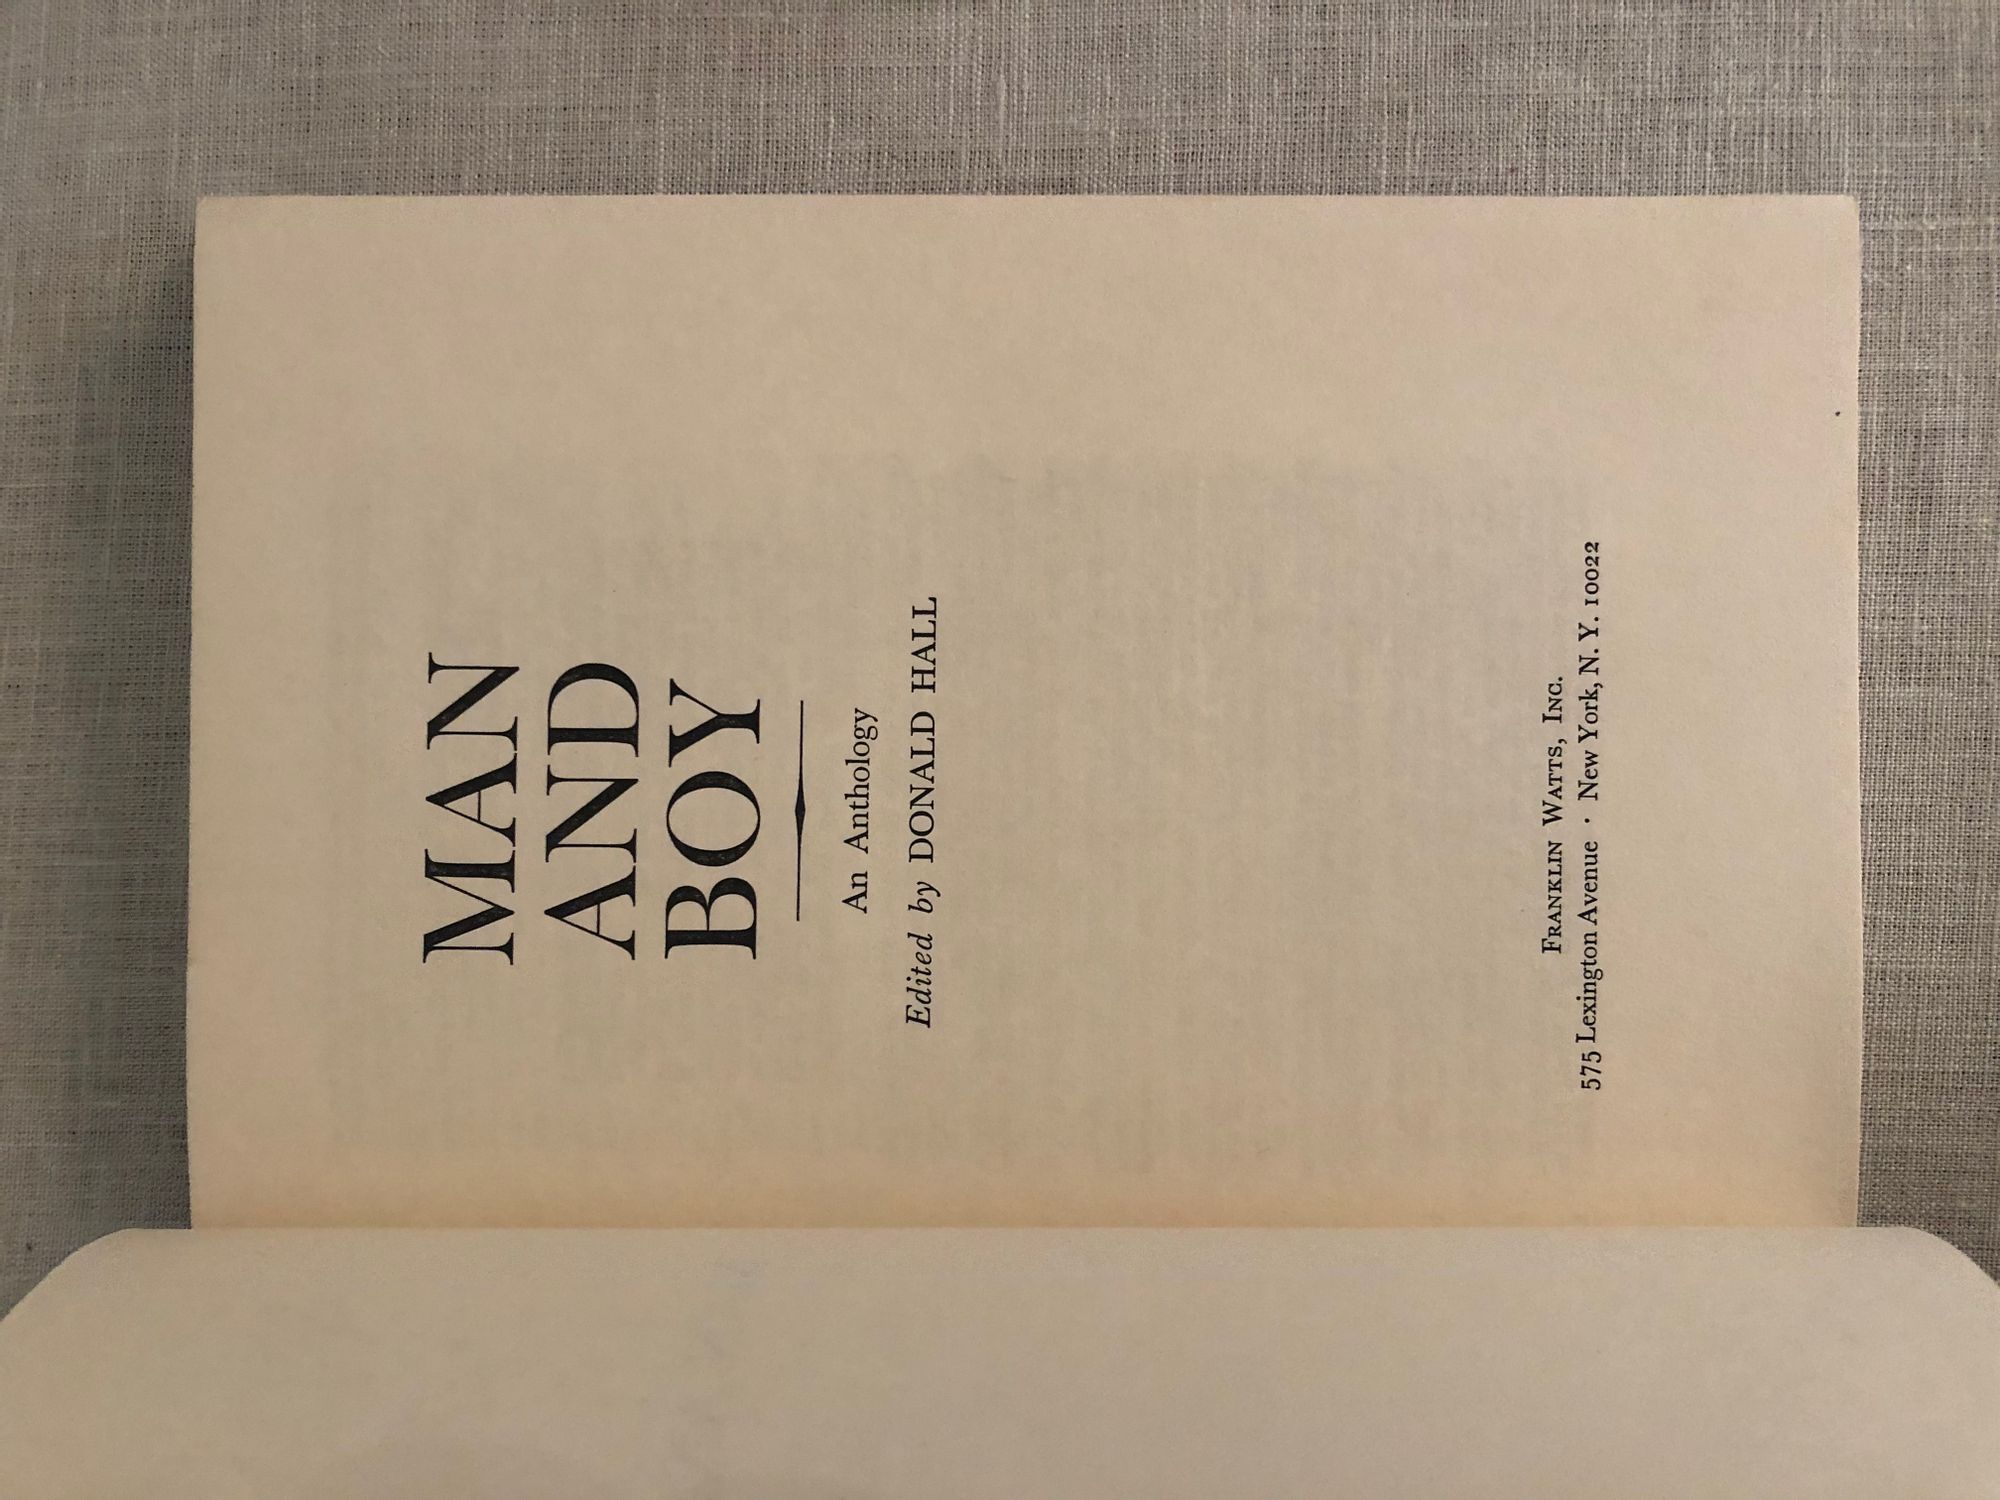 MAN
AND
BOY
An Anthology
Edited by DONALD HALL
FRANKLIN WATTS, INC.
575 Lexington Avenue · New York, N. Y. 10022